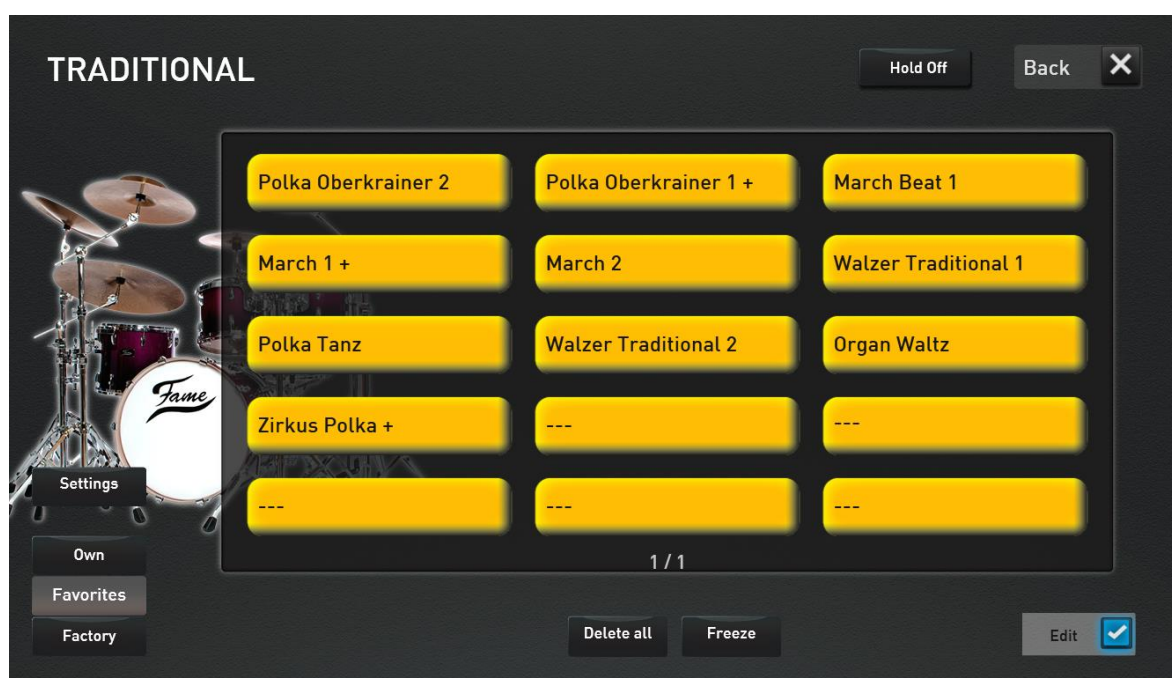 TRADITIONAL
Hold Off
Back
Polka Oberkrainer 2
Polka Oberkrainer 1 +
March Beat 1
March 1 +
March 2
Walzer Traditional 1
Polka Tanz
Walzer Traditional 2
Organ Waltz
Fame
Zirkus Polka +
---
---
Settings
---
---
---
Own
1 / 1
Favorites
Factory
Delete all
Freeze
Edit